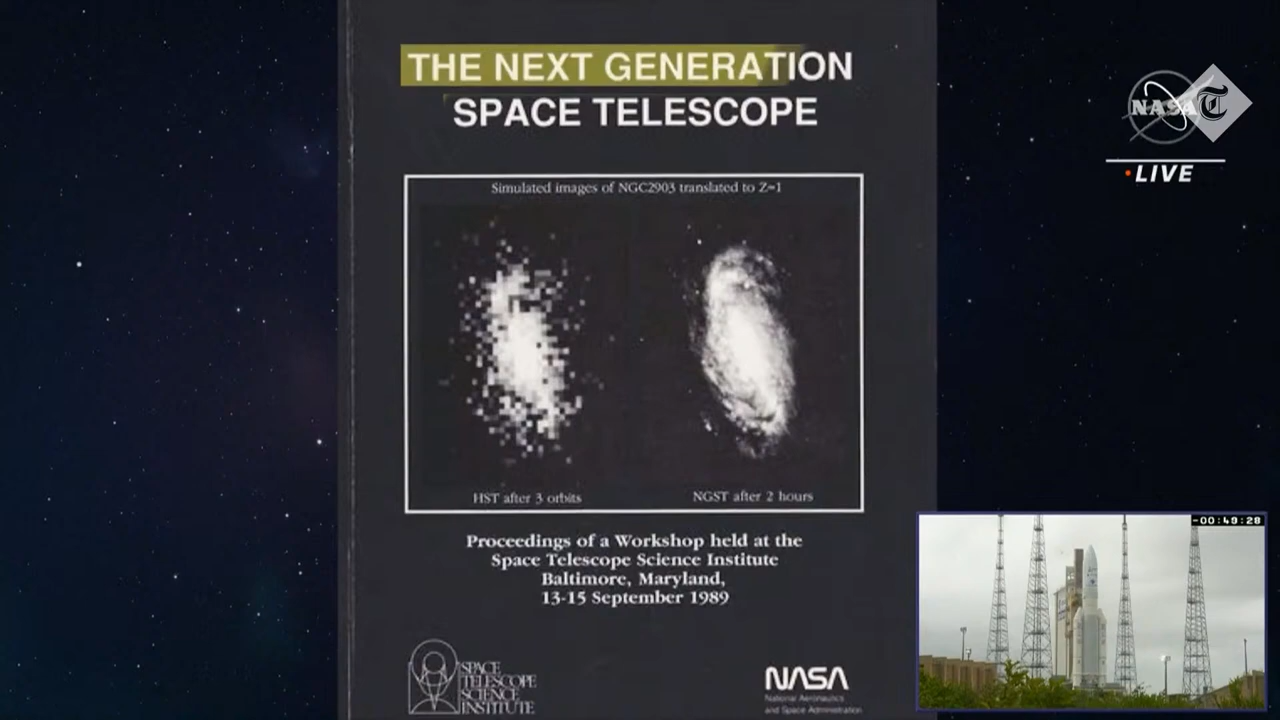 THE NEXT GENERATION
SPACE TELESCOPE
Simulated images of NGC2903 translated to Z=1
HST after 3 orbits
NGST after 2 hours
Proceedings of a Workshop held at the
Space Telescope Science Institute
Baltimore, Maryland,
13-15 September 1989
SPACE
TELESCOPE
SCIENCE
INSTITUTE
NASA
National Aeronautics
and Space Administration
NASA
T
LIVE
-00:49:28